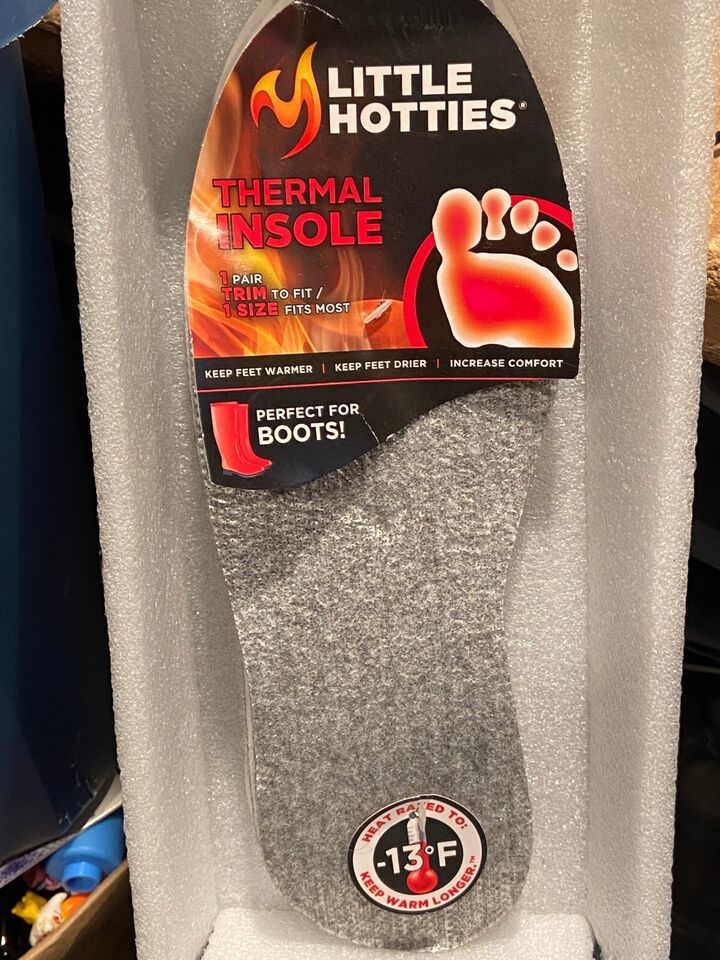 LITTLE
HOTTIES®
THERMAL
INSOLE
1 PAIR
TRIM TO FIT /
1 SIZE FITS MOST
KEEP FEET WARMER | KEEP FEET DRIER | INCREASE COMFORT
PERFECT FOR
BOOTS!
HEAT RATED TO:
-13°F
KEEP WARM LONGER.™